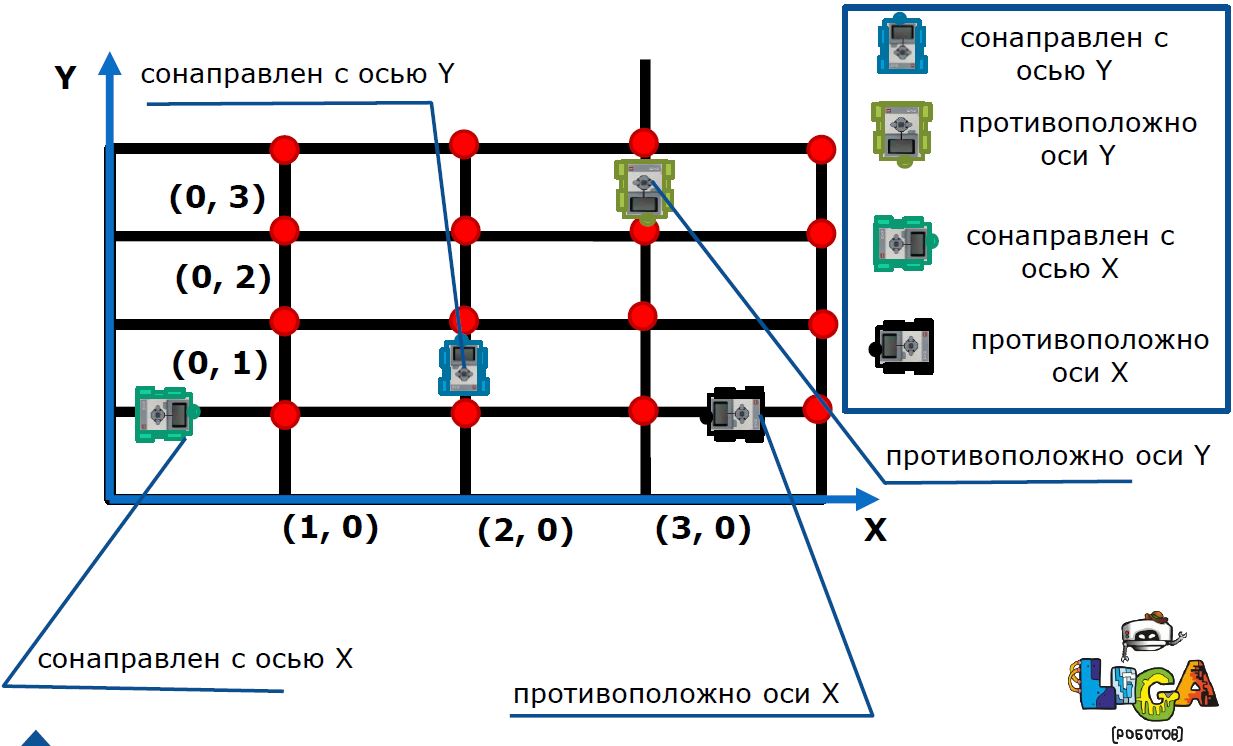 Y
сонаправлен с осью Y
(0, 3)
(0, 2)
(0, 1)
(1, 0)
(2, 0)
(3, 0)
X
сонаправлен с
осью Y
противоположно
оси Y
сонаправлен с
осью X
противоположно
оси X
противоположно оси Y
сонаправлен с осью X
противоположно оси X
LIGA
[РОБОТОВ]